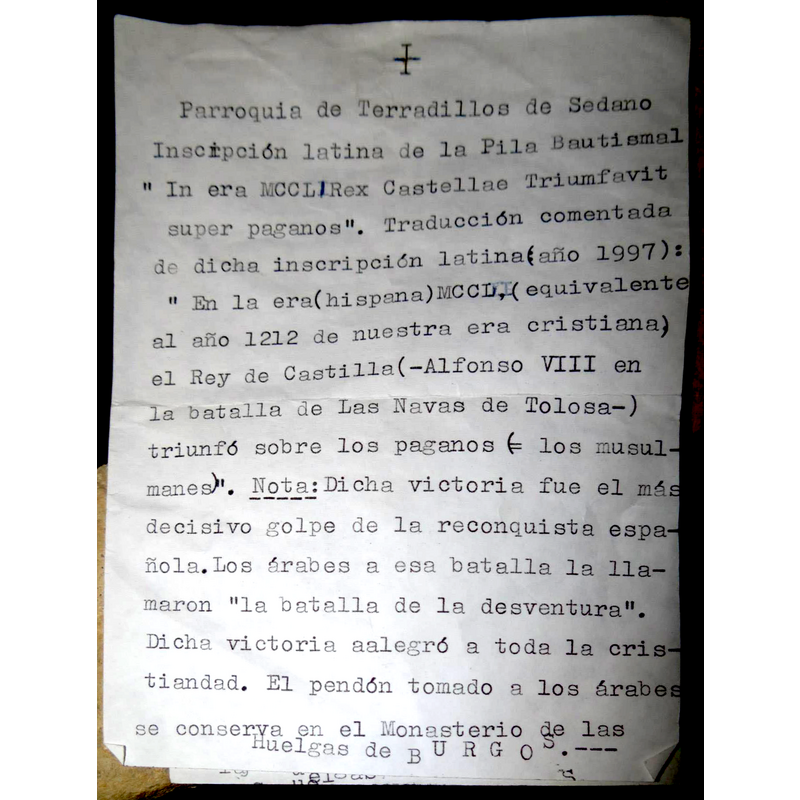 Parroquia de Terradillos de Sedano
Inscripción latina de la Pila Bautismal
" In era MCCLI Rex Castellae Triumfavit
super paganos". Traducción comentada
de dicha inscripción latina(año 1997):
" En la era(hispana)MCCLI,(equivalente
al año 1212 de nuestra era cristiana)
el Rey de Castilla(-Alfonso VIII en
la batalla de Las Navas de Tolosa-)
triunfó sobre los paganos (= los musul-
manes)". Nota:Dicha victoria fue el más
decisivo golpe de la reconquista espa-
ñola.Los árabes a esa batalla la lla-
maron "la batalla de la desventura".
Dicha victoria aalegró a toda la cris-
tiandad. El pendón tomado a los árabes
se conserva en el Monasterio de las
Huelgas de BURGOS.---